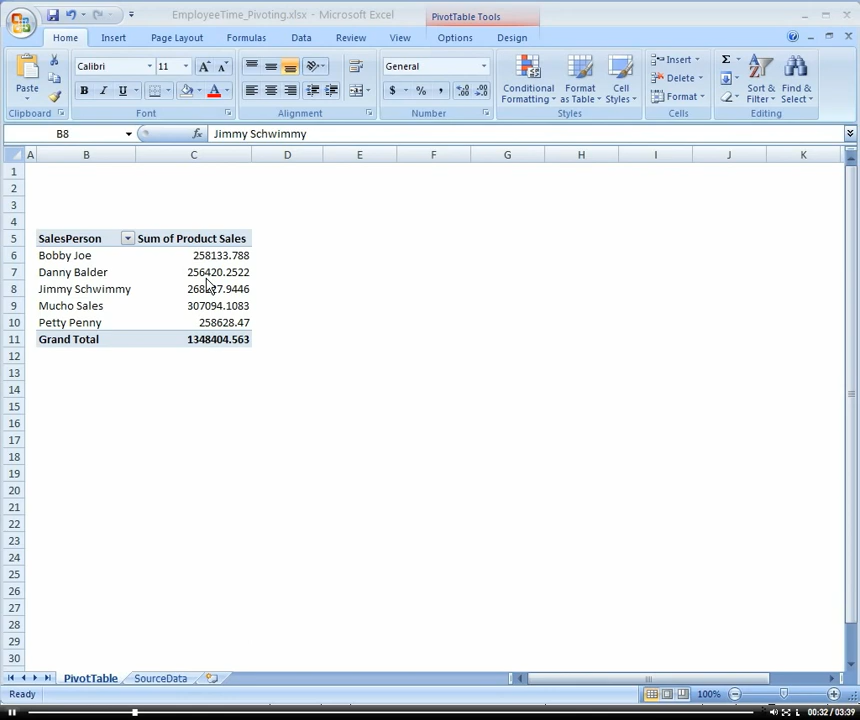 EmployeeTime_Pivoting.xlsx - Microsoft Excel
PivotTable Tools
Home Insert Page Layout Formulas Data Review View Options Design
Paste
Clipboard
Calibri 11
B I U A
Font
Alignment
General
$ % ,
Number
Conditional Formatting
Format as Table
Cell Styles
Styles
Insert
Delete
Format
Cells
Σ
Sort & Filter
Find & Select
Editing
B8 fx Jimmy Schwimmy
A B C D E F G H I J K
1
2
3
4
5 SalesPerson Sum of Product Sales
6 Bobby Joe 258133.788
7 Danny Balder 256420.2522
8 Jimmy Schwimmy
9 Mucho Sales 307094.1083
10 Petty Penny 258628.47
11 Grand Total 1348404.563
12
13
14
15
16
17
18
19
20
21
22
23
24
25
26
27
28
29
30
PivotTable SourceData
Ready 100%
00:32 / 03:39